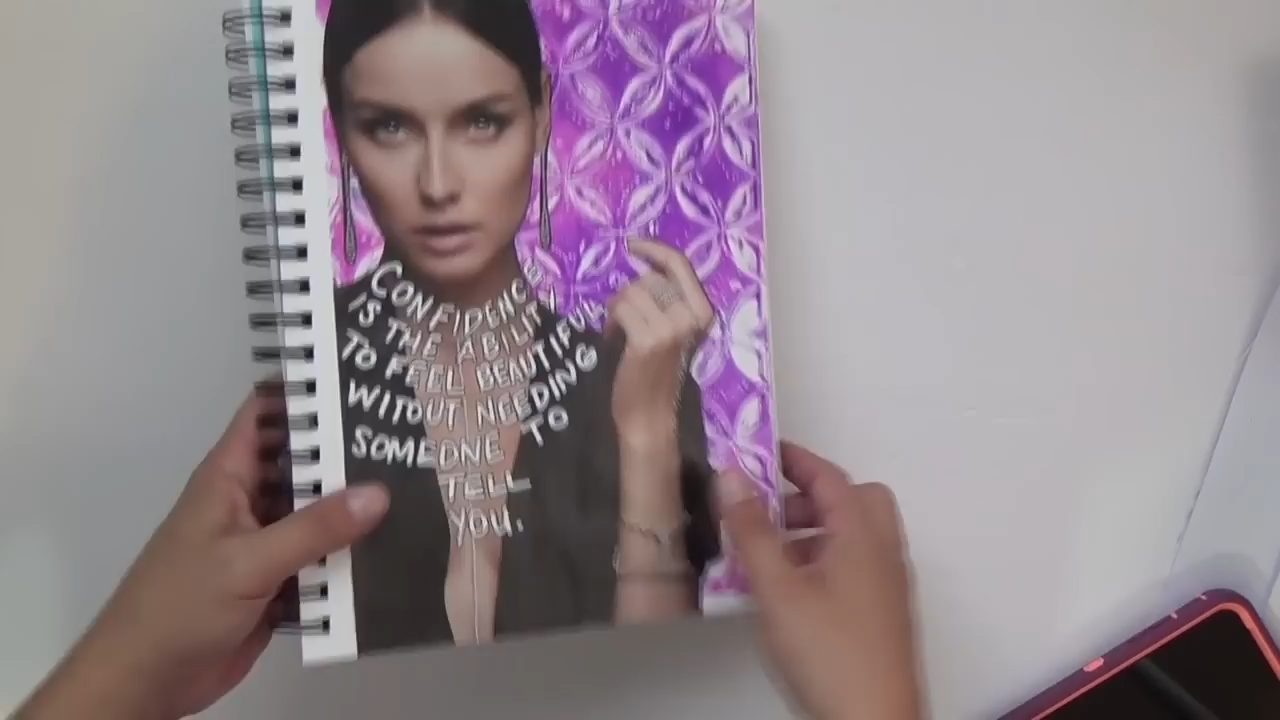 CONFIDENCE
IS THE ABILITY
TO FEEL BEAUTIFUL
WITOUT NEEDING
SOMEONE TO
TELL
YOU.